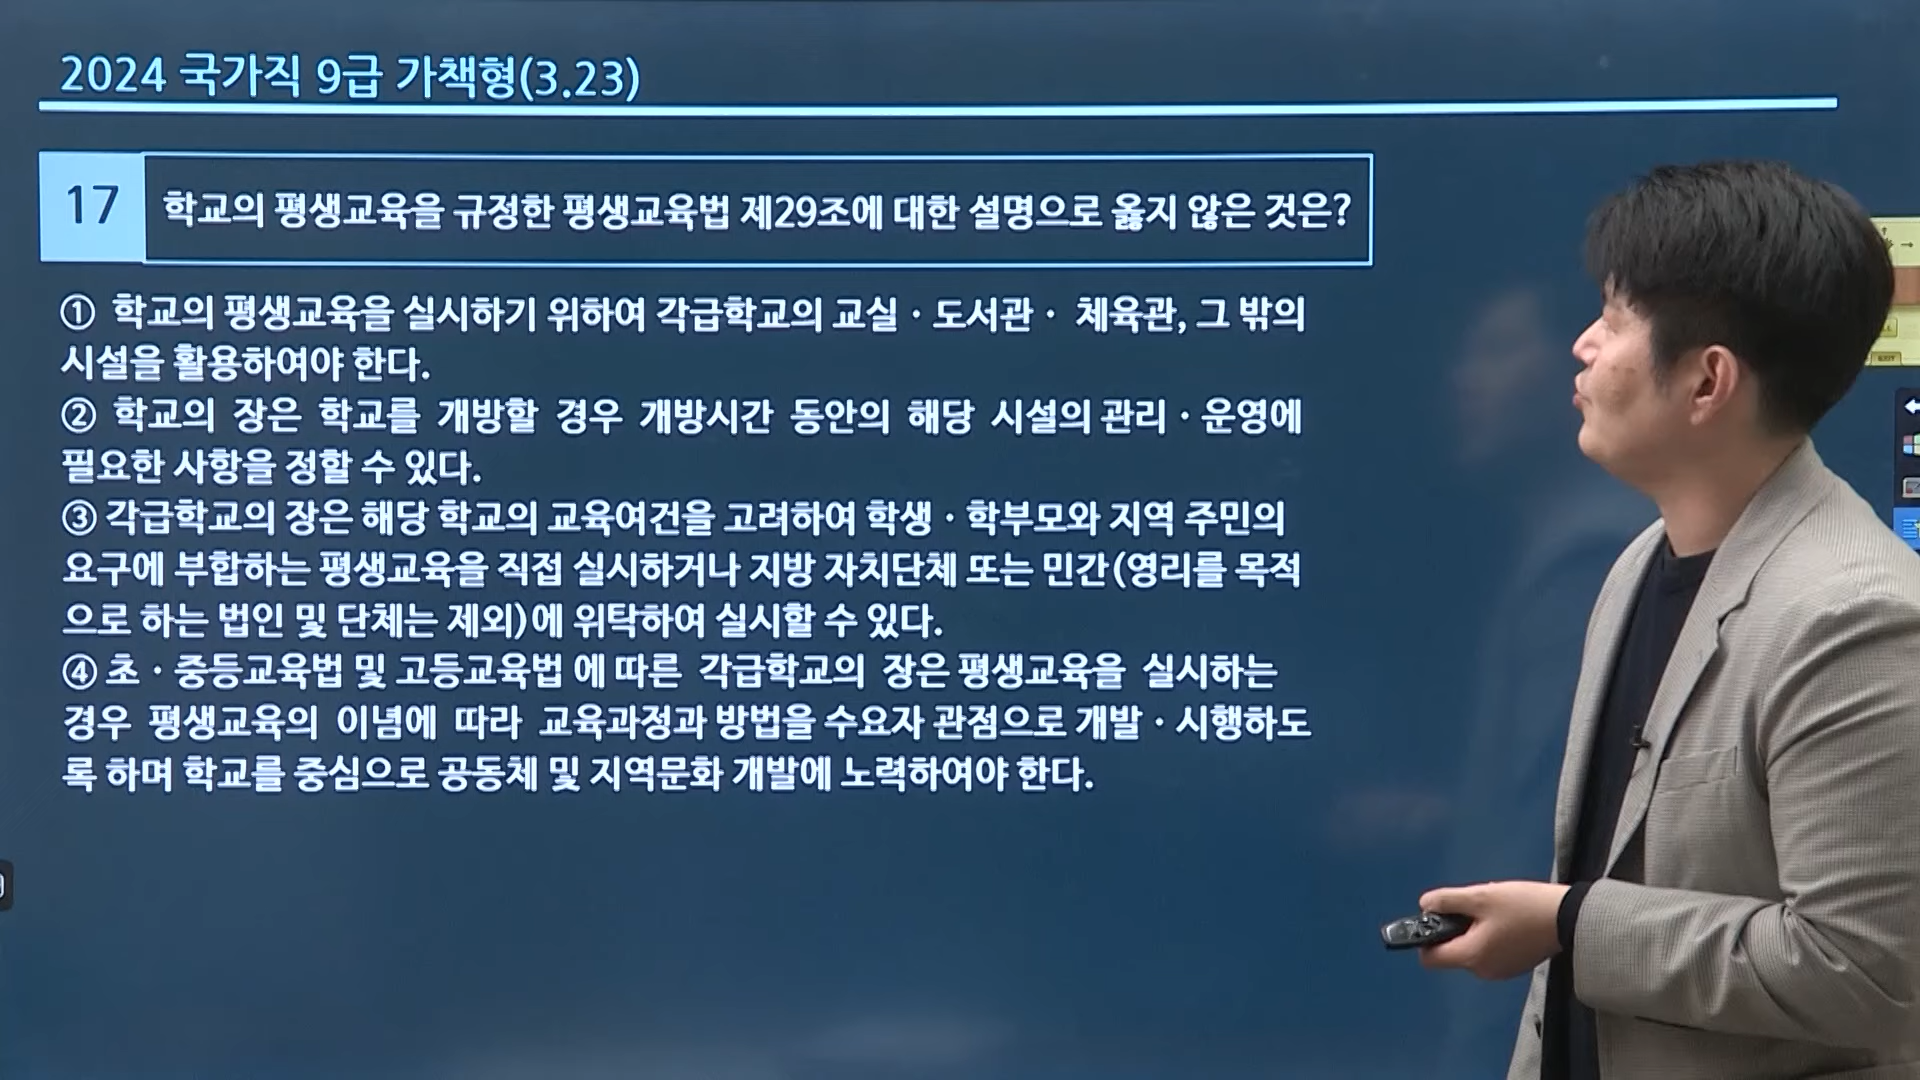 2024 국가직 9급 가책형(3.23)
17 학교의 평생교육을 규정한 평생교육법 제29조에 대한 설명으로 옳지 않은 것은?
① 학교의 평생교육을 실시하기 위하여 각급학교의 교실 · 도서관 · 체육관, 그 밖의
시설을 활용하여야 한다.
② 학교의 장은 학교를 개방할 경우 개방시간 동안의 해당 시설의 관리 · 운영에
필요한 사항을 정할 수 있다.
③ 각급학교의 장은 해당 학교의 교육여건을 고려하여 학생 · 학부모와 지역 주민의
요구에 부합하는 평생교육을 직접 실시하거나 지방 자치단체 또는 민간(영리를 목적
으로 하는 법인 및 단체는 제외)에 위탁하여 실시할 수 있다.
④ 초 · 중등교육법 및 고등교육법 에 따른 각급학교의 장은 평생교육을 실시하는
경우 평생교육의 이념에 따라 교육과정과 방법을 수요자 관점으로 개발 · 시행하도
록 하며 학교를 중심으로 공동체 및 지역문화 개발에 노력하여야 한다.